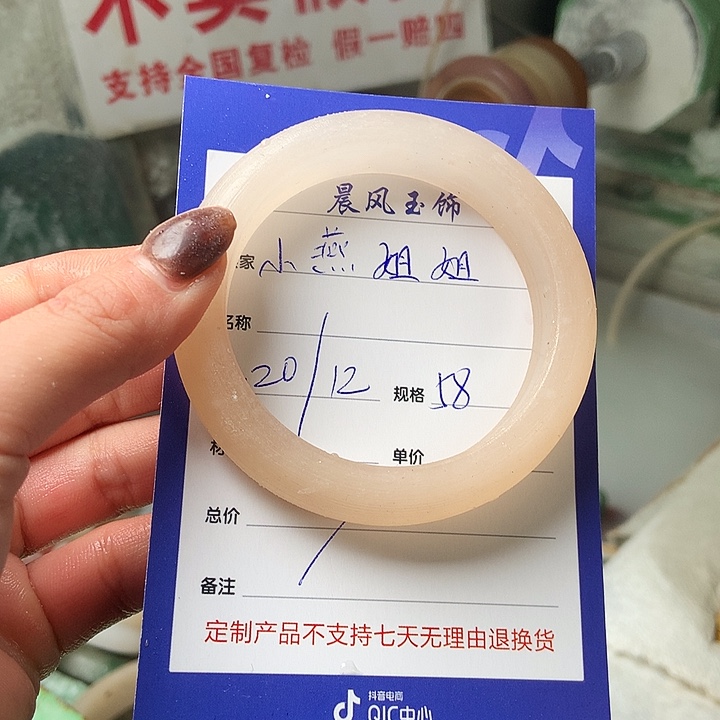 支持全国复检 假一赔四
晨风玉饰
家 小燕姐姐
名称
20/12 规格 58
单价
总价
备注
定制产品不支持七天无理由退换货
抖音电商
QIC中心